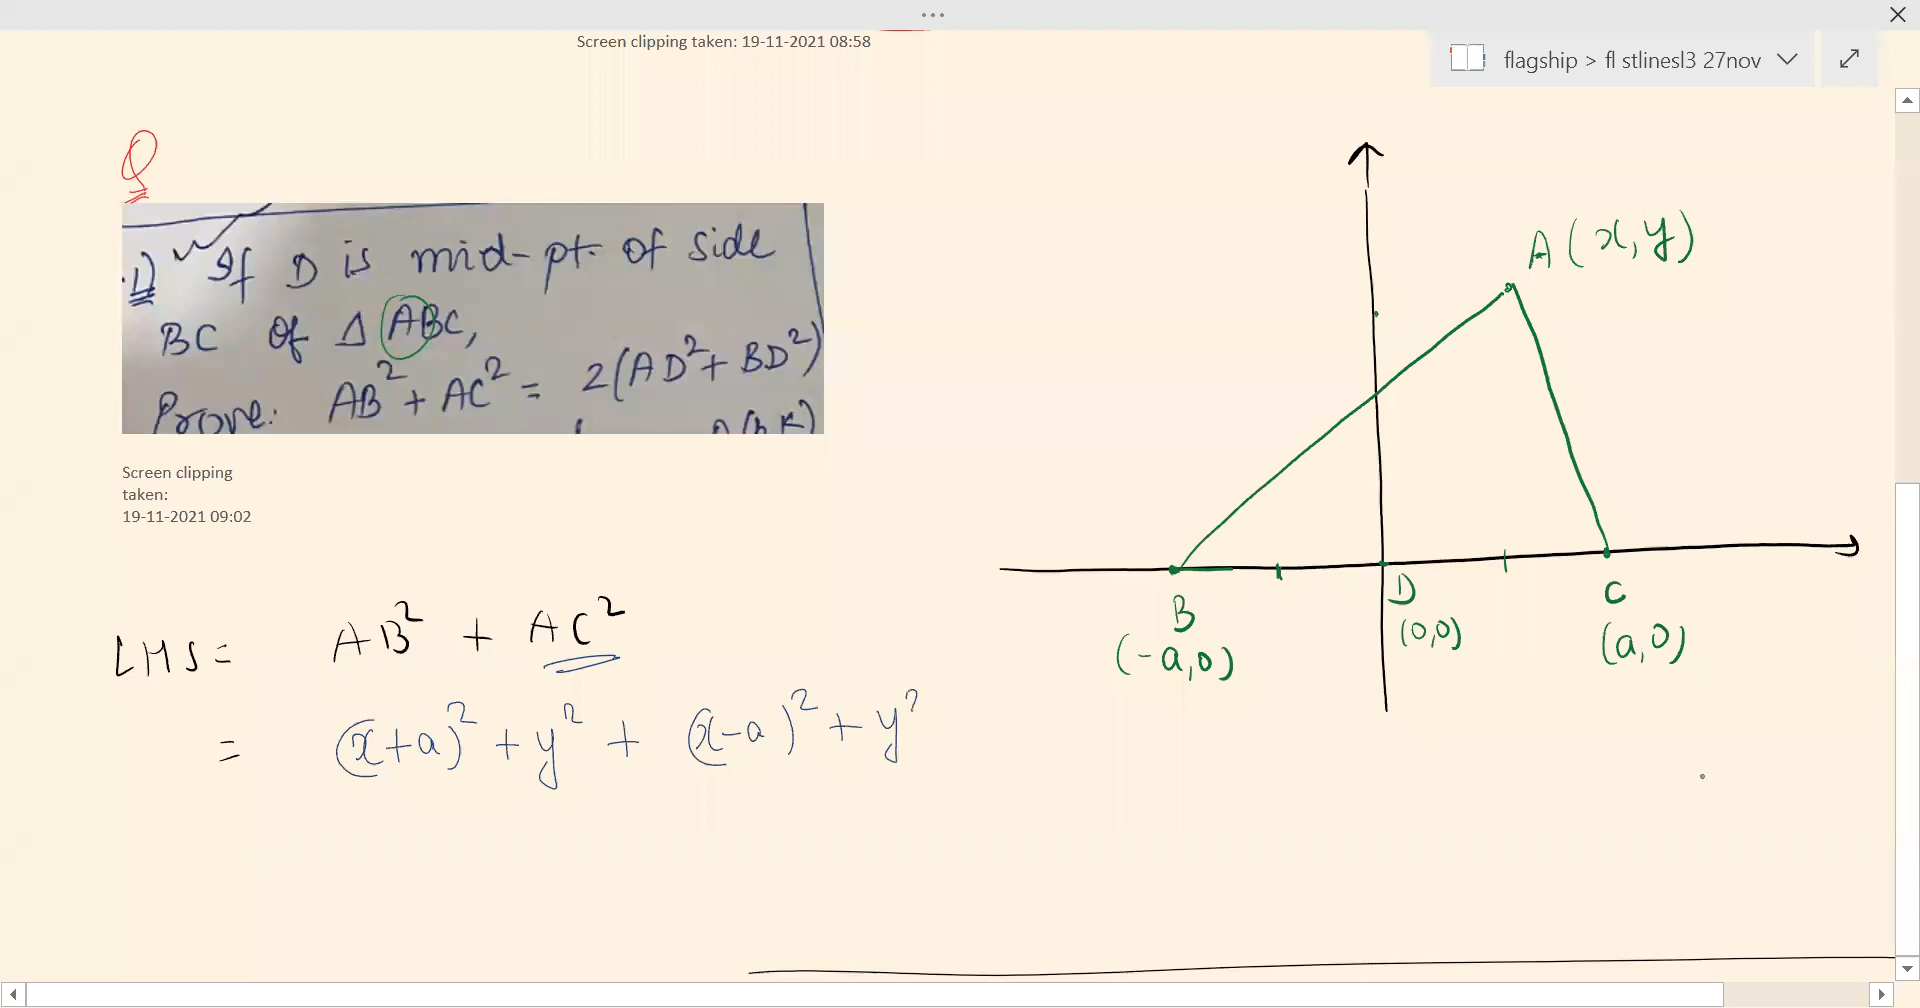 Screen clipping taken: 19-11-2021 08:58
flagship > fl stlinesl3 27nov
Q
1) If D is mid-pt. of side
BC of Δ ABC,
Prove: AB² + AC² = 2(AD² + BD²)
Screen clipping
taken:
19-11-2021 09:02
A (x,y)
B
(-a,0)
D
(0,0)
C
(a,0)
LHS = AB² + AC²
= (x+a)² + y² + (x-a)² + y²